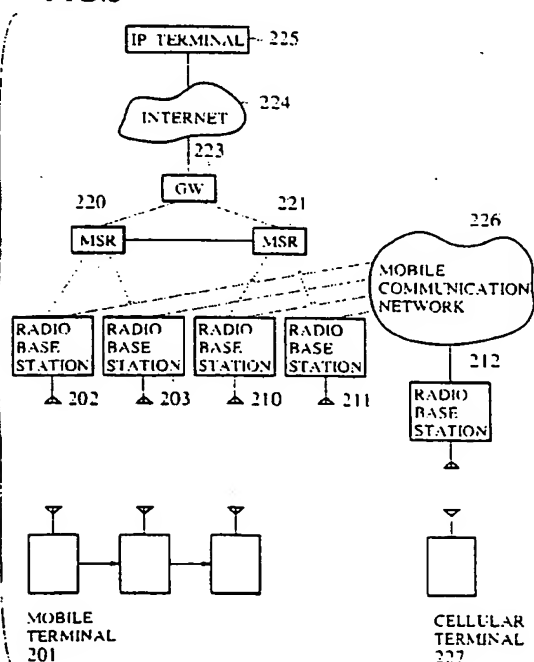 IP TERMINAL
225
224
INTERNET
223
GW
220
221
MSR
MSR
226
MOBILE
COMMUNICATION
NETWORK
RADIO
BASE
STATION
RADIO
BASE
STATION
RADIO
BASE
STATION
RADIO
BASE
STATION
202
203
210
211
212
RADIO
BASE
STATION
MOBILE
TERMINAL
201
CELLULAR
TERMINAL
227